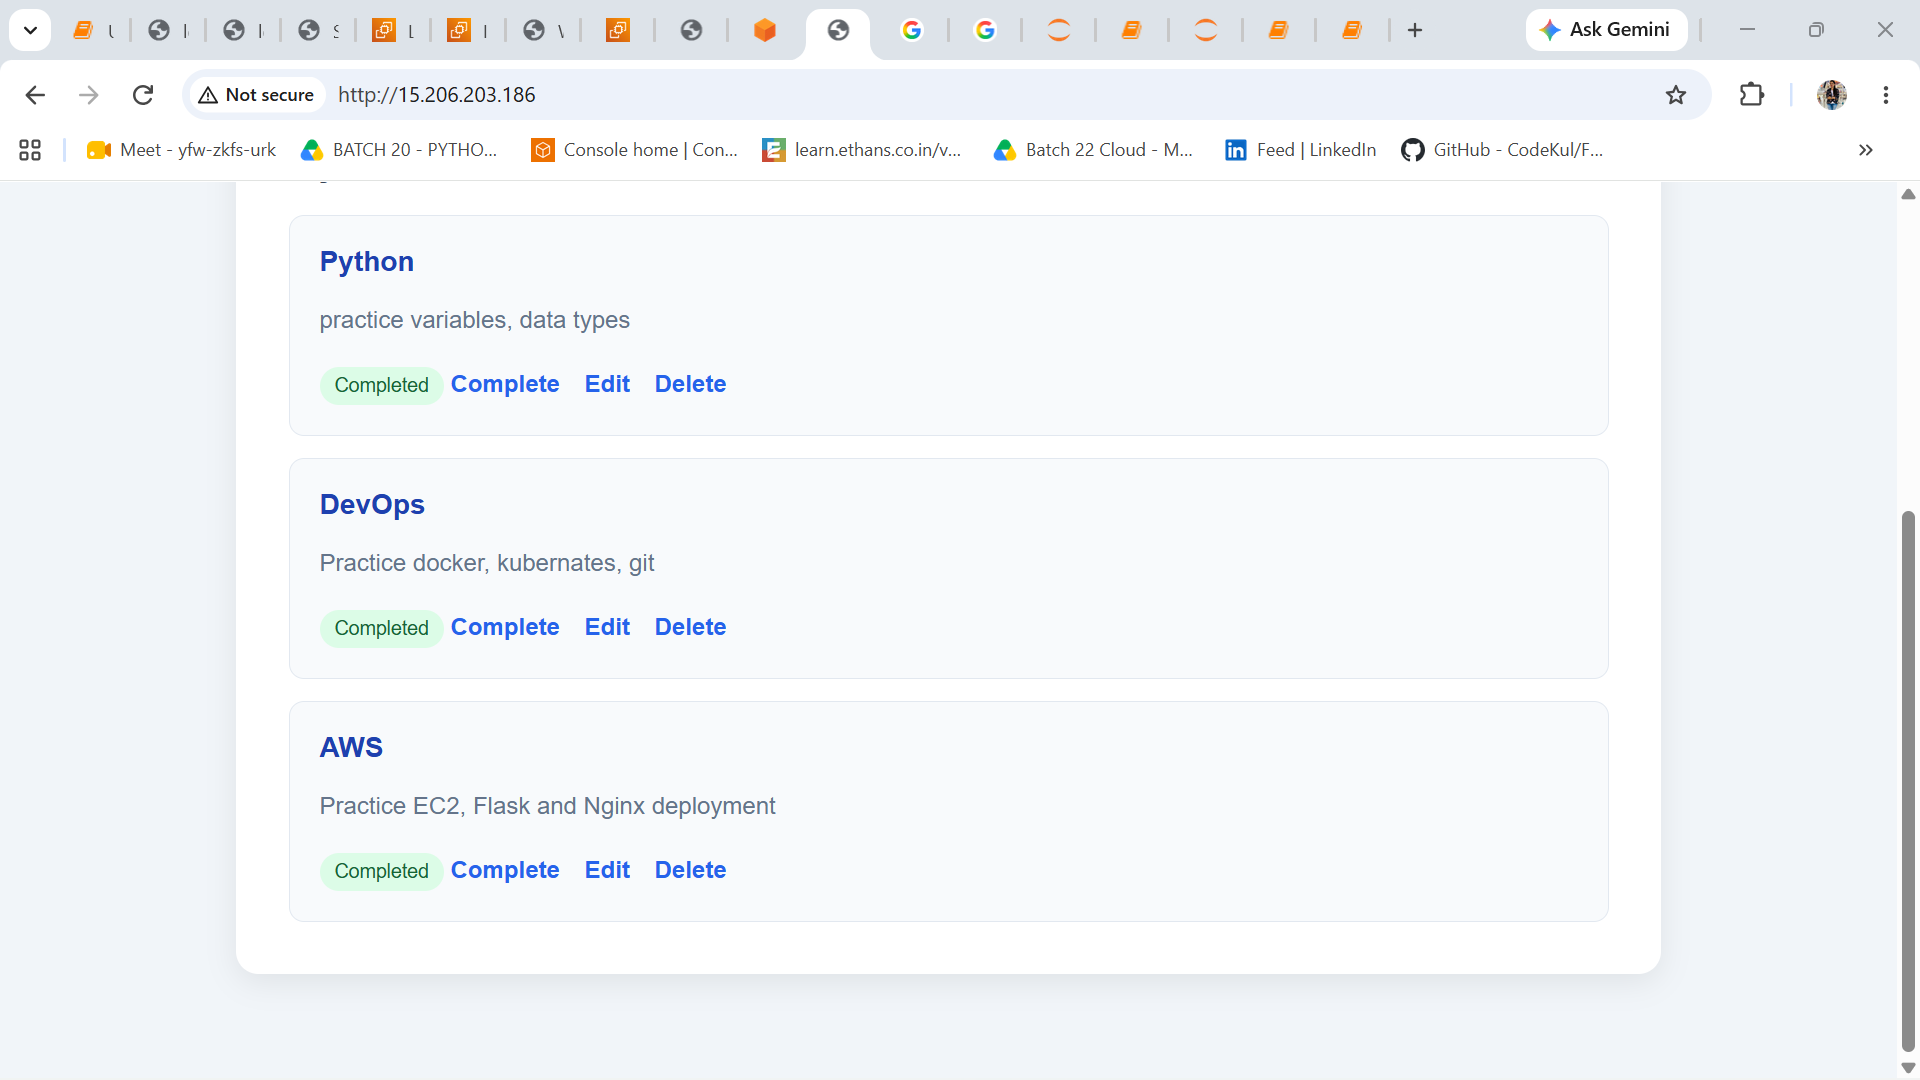 Ask Gemini
Not secure
http://15.206.203.186
Meet - yfw-zkfs-urk
BATCH 20 - PYTHO...
Console home | Con...
learn.ethans.co.in/v...
Batch 22 Cloud - M...
Feed | LinkedIn
GitHub - CodeKul/F...
Python
practice variables, data types
Completed Complete Edit Delete
DevOps
Practice docker, kubernates, git
Completed Complete Edit Delete
AWS
Practice EC2, Flask and Nginx deployment
Completed Complete Edit Delete